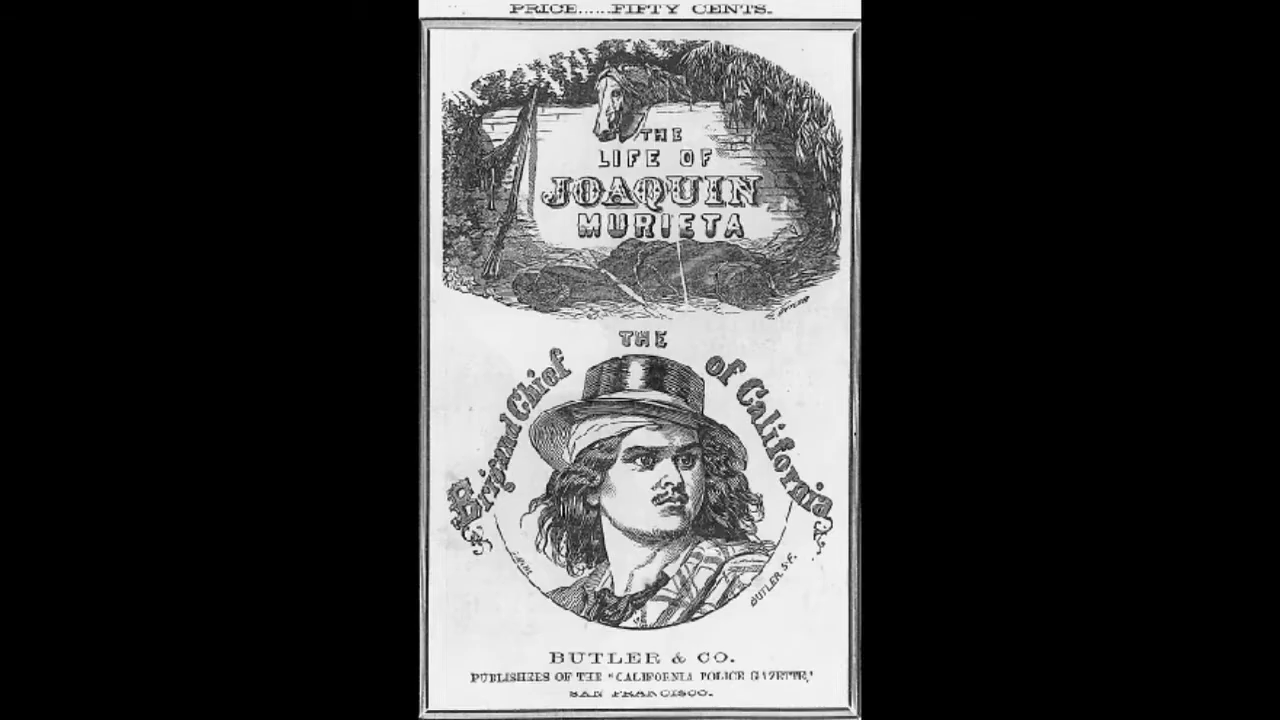 PRICE......FIFTY CENTS.
THE
LIFE OF
JOAQUIN
MURIETA
BUTLER
THE
Brigand Chief
of California
BUTLER. S.F.
BUTLER & CO.
PUBLISHERS OF THE "CALIFORNIA POLICE GAZETTE,"
SAN FRANCISCO.